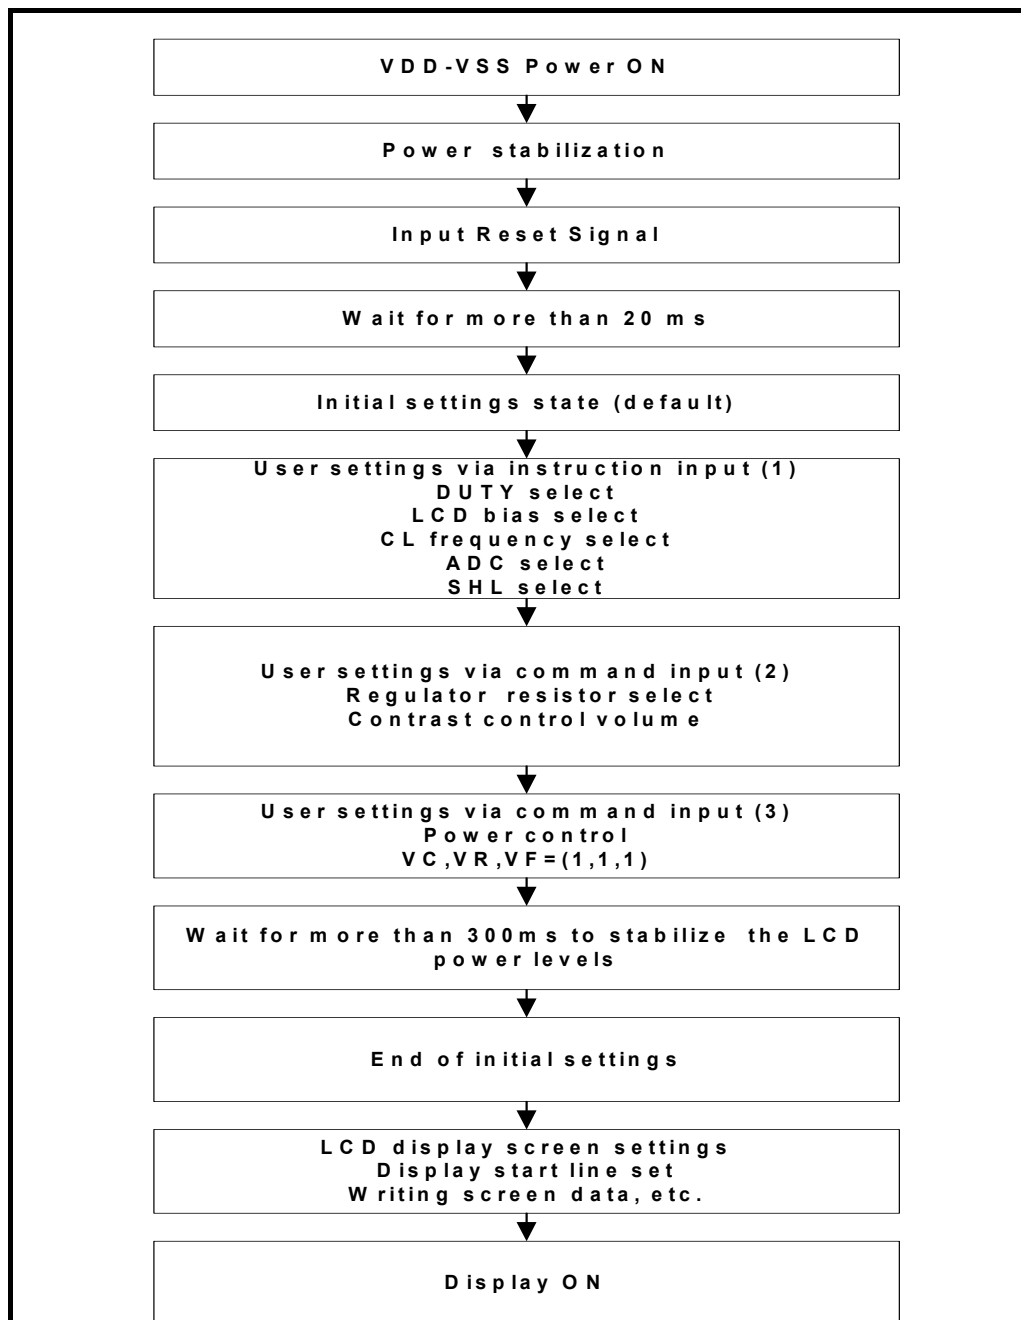 VDD-VSS Power ON
Power stabilization
Input Reset Signal
Wait for more than 20 ms
Initial settings state (default)
User settings via instruction input (1)
DUTY select
LCD bias select
CL frequency select
ADC select
SHL select
User settings via command input (2)
Regulator resistor select
Contrast control volume
User settings via command input (3)
Power control
VC,VR,VF=(1,1,1)
Wait for more than 300ms to stabilize the LCD
power levels
End of initial settings
LCD display screen settings
Display start line set
Writing screen data, etc.
Display ON